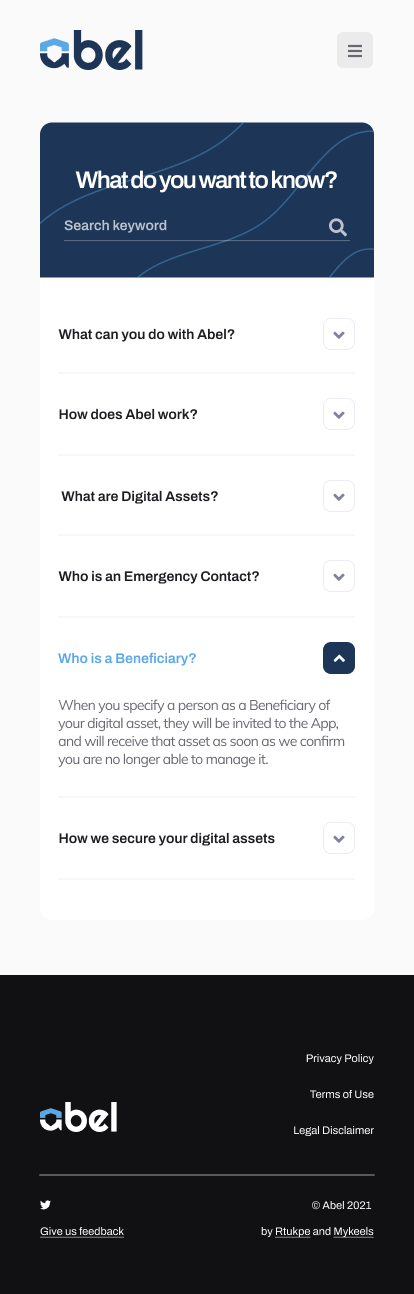 abel
What do you want to know?
Search keyword
What can you do with Abel?
How does Abel work?
What are Digital Assets?
Who is an Emergency Contact?
Who is a Beneficiary?
When you specify a person as a Beneficiary of
your digital asset, they will be invited to the App,
and will receive that asset as soon as we confirm
you are no longer able to manage it.
How we secure your digital assets
Privacy Policy
Terms of Use
abel
Legal Disclaimer
© Abel 2021
Give us feedback
by Rtukpe and Mykeels